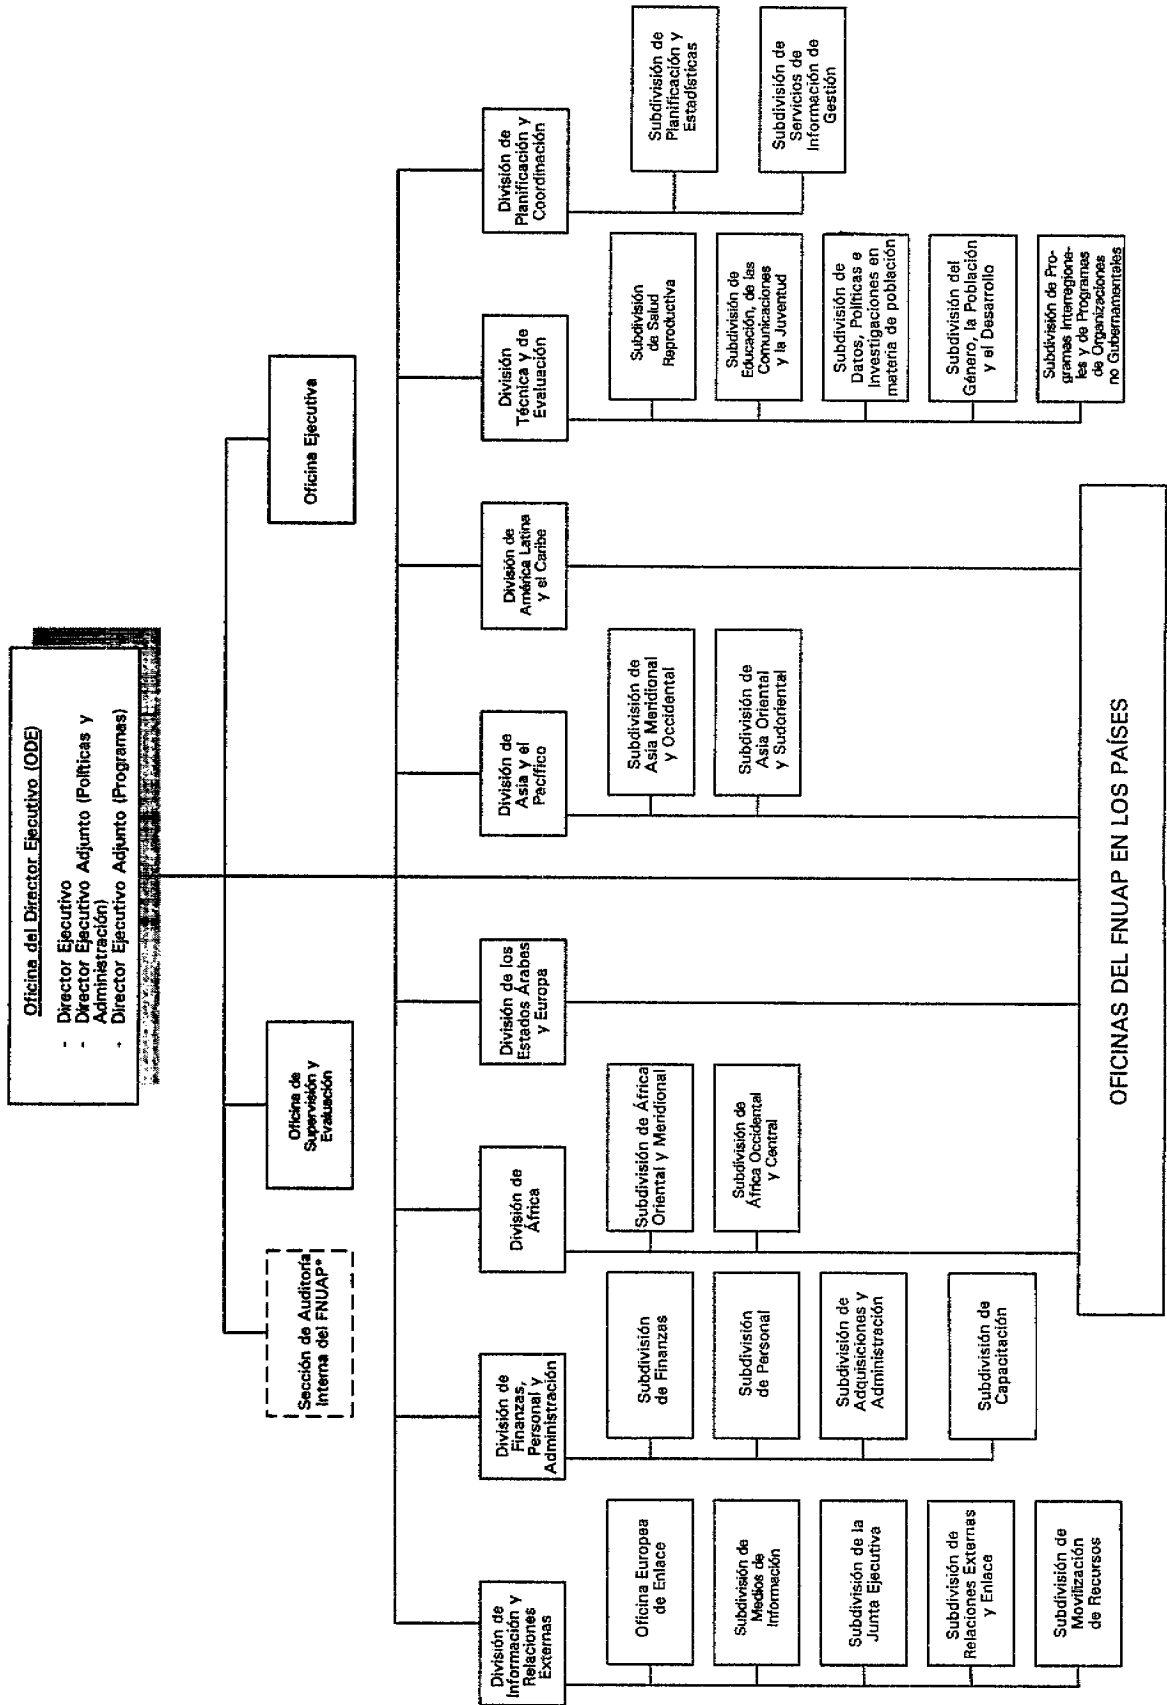 Oficina del Director Ejecutivo (ODE)
- Director Ejecutivo
- Director Ejecutivo Adjunto (Políticas y
Administración)
- Director Ejecutivo Adjunto (Programas)
Sección de Auditoría
Interna del FNUAP*
Oficina de
Supervisión y
Evaluación
Oficina Ejecutiva
División de
Información y
Relaciones
Externas
División de
Finanzas,
Personal y
Administración
División de
África
División de los
Estados Árabes
y Europa
División de
Asia y el
Pacífico
División de
América Latina
y el Caribe
División
Técnica y de
Evaluación
División de
Planificación y
Coordinación
Oficina Europea
de Enlace
Subdivisión de
Medios de
Información
Subdivisión de la
Junta Ejecutiva
Subdivisión de
Relaciones Externas
y Enlace
Subdivisión de
Movilización
de Recursos
Subdivisión
de Finanzas
Subdivisión
de Personal
Subdivisión de
Adquisiciones y
Administración
Subdivisión de
Capacitación
Subdivisión de África
Oriental y Meridional
Subdivisión de
África Occidental
y Central
Subdivisión de
Asia Meridional
y Occidental
Subdivisión de
Asia Oriental
y Sudoriental
Subdivisión
de Salud
Reproductiva
Subdivisión de
Educación, de las
Comunicaciones
y la Juventud
Subdivisión de
Datos, Políticas e
Investigaciones en
materia de población
Subdivisión del
Género, la Población
y el Desarrollo
Subdivisión de Pro-
gramas Interregiona-
les y de Programas
de Organizaciones
no Gubernamentales
Subdivisión de
Planificación y
Estadísticas
Subdivisión de
Servicios de
Información de
Gestión
OFICINAS DEL FNUAP EN LOS PAÍSES